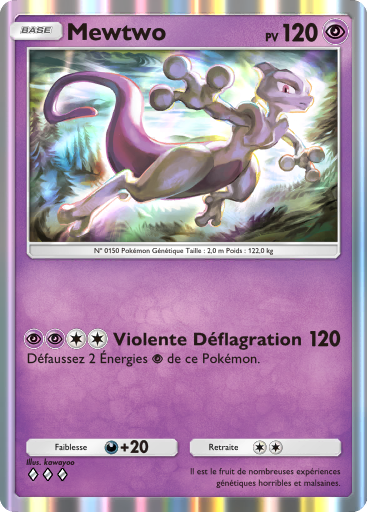 BASE Mewtwo PV 120
N° 0150 Pokémon Génétique Taille : 2,0 m Poids : 122.0 kg
Violente Déflagration 120
Défaussez 2 Énergies de ce Pokémon.
Faiblesse +20 Retraite
Illus. kawayoo
Il est le fruit de nombreuses expériences
génétiques horribles et malsaines.